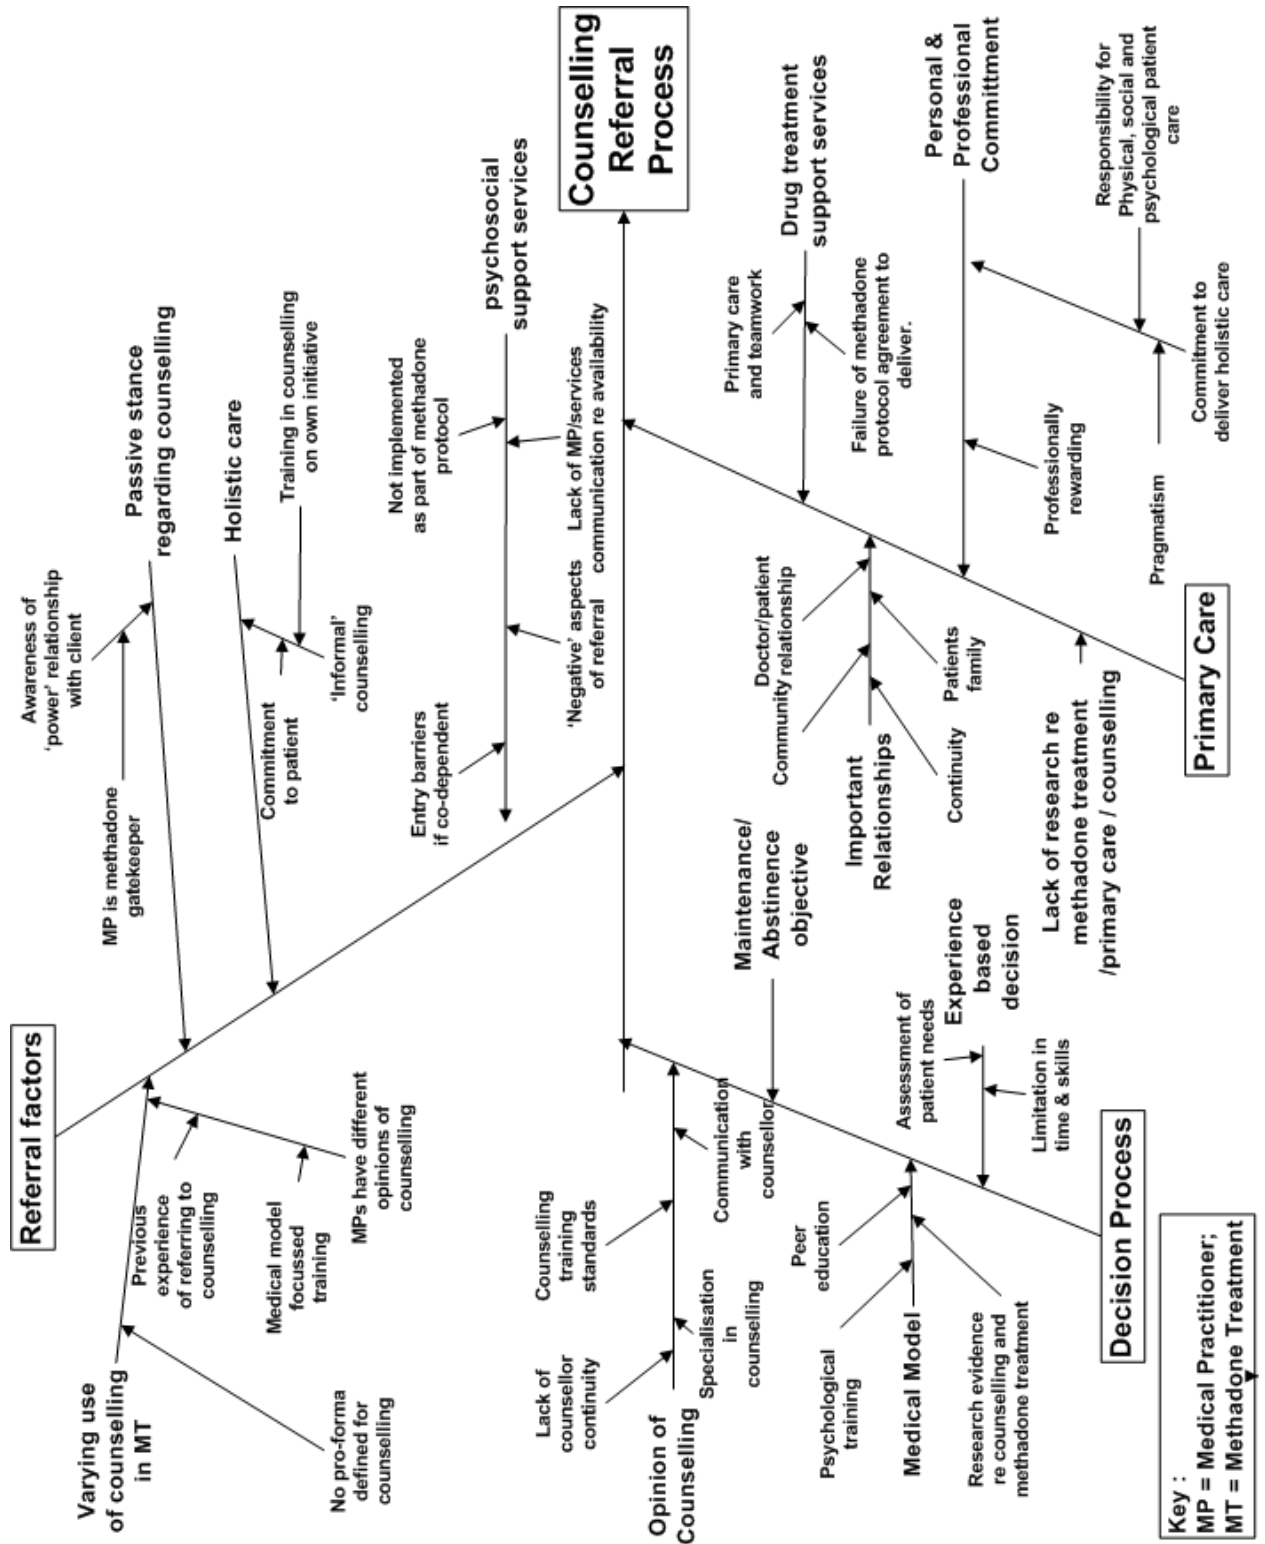 Referral factors
Varying use
of counselling
in MT
No pro-forma
defined for
counselling
Previous
experience
of referring to
counselling
Medical model
focussed
training
MPs have different
opinions of
counselling
MP is methadone
gatekeeper
Awareness of
‘power’ relationship
with client
Passive stance
regarding counselling
Holistic care
Commitment
to patient
Training in counselling
on own initiative
‘Informal’
counselling
Entry barriers
if co-dependent
Not implemented
as part of methadone
protocol
psychosocial
support services
‘Negative’ aspects
of referral
Lack of MP/services
communication re availability
Counselling
Referral
Process
Opinion of
Counselling
Lack of
counsellor
continuity
Counselling
training
standards
Specialisation
in
counselling
Communication
with
counsellor
Maintenance/
Abstinence
objective
Psychological
training
Peer
education
Medical Model
Research evidence
re counselling and
methadone treatment
Assessment of
patient needs
Experience
based
decision
Limitation in
time & skills
Decision Process
Primary care
and teamwork
Drug treatment
support services
Failure of methadone
protocol agreement to
deliver.
Doctor/patient
relationship
Community
Important
Relationships
Continuity
Patients
family
Personal &
Professional
Committment
Professionally
rewarding
Responsibility for
Physical, social and
psychological patient
care
Pragmatism
Commitment to
deliver holistic care
Lack of research re
methadone treatment
/primary care / counselling
Primary Care
Key :
MP = Medical Practitioner;
MT = Methadone Treatment